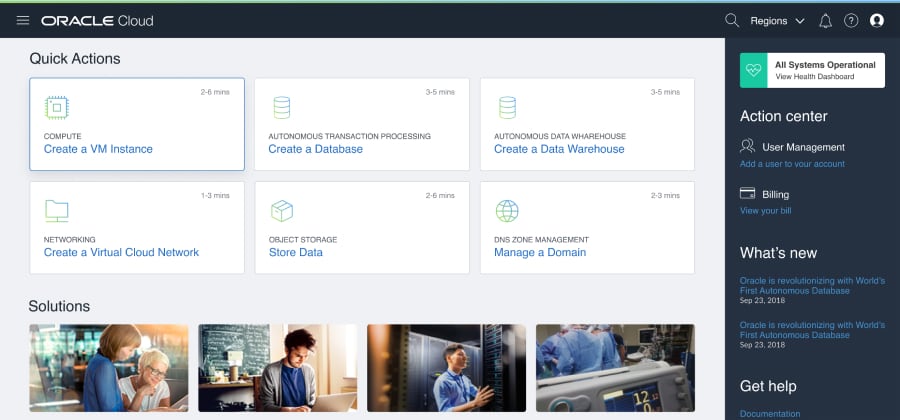 ORACLE Cloud
Regions
?
Quick Actions
2-6 mins
COMPUTE
Create a VM Instance
3-5 mins
AUTONOMOUS TRANSACTION PROCESSING
Create a Database
3-5 mins
AUTONOMOUS DATA WHAREHOUSE
Create a Data Warehouse
1-3 mins
NETWORKING
Create a Virtual Cloud Network
2-6 mins
OBJECT STORAGE
Store Data
2-3 mins
DNS ZONE MANAGEMENT
Manage a Domain
Solutions
12.0
12
All Systems Operational
View Health Dashboard
Action center
User Management
Add a user to your account
Billing
View your bill
What's new
Oracle is revolutionizing with World's
First Autonomous Database
Sep 23, 2018
Oracle is revolutionizing with World's
First Autonomous Database
Sep 23, 2018
Get help
Documentation